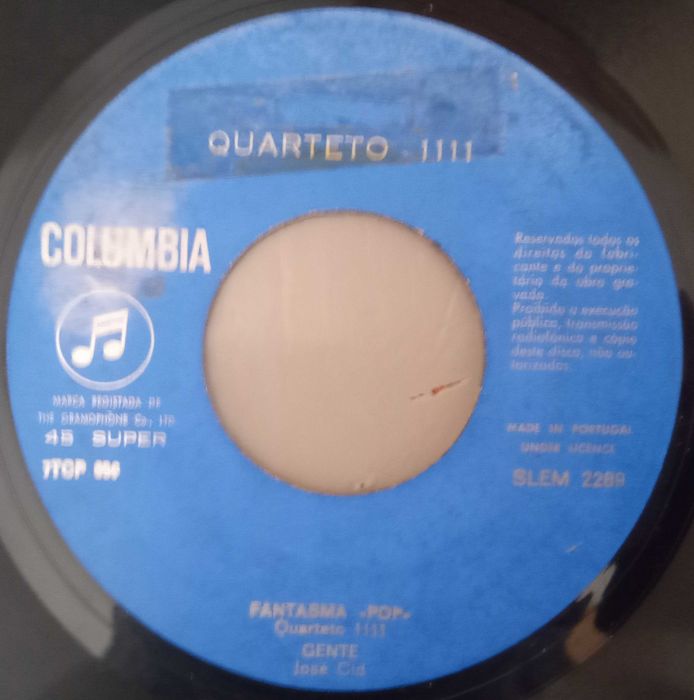 QUARTETO 1111
COLUMBIA
MARCA REGISTADA DE
THE GRAMOPHONE Co., LTD
45 SUPER
7TCP
Reservados todos os
direitos do fabri-
cante e do proprie-
tário da obra gra-
vada.
Proibida a execução
pública, transmissão
radiofónica e cópia
deste disco, não au-
torizadas.
MADE IN PORTUGAL
UNDER LICENCE
SLEM 2289
FANTASMA «POP»
Quarteto 1111
GENTE
José Cid